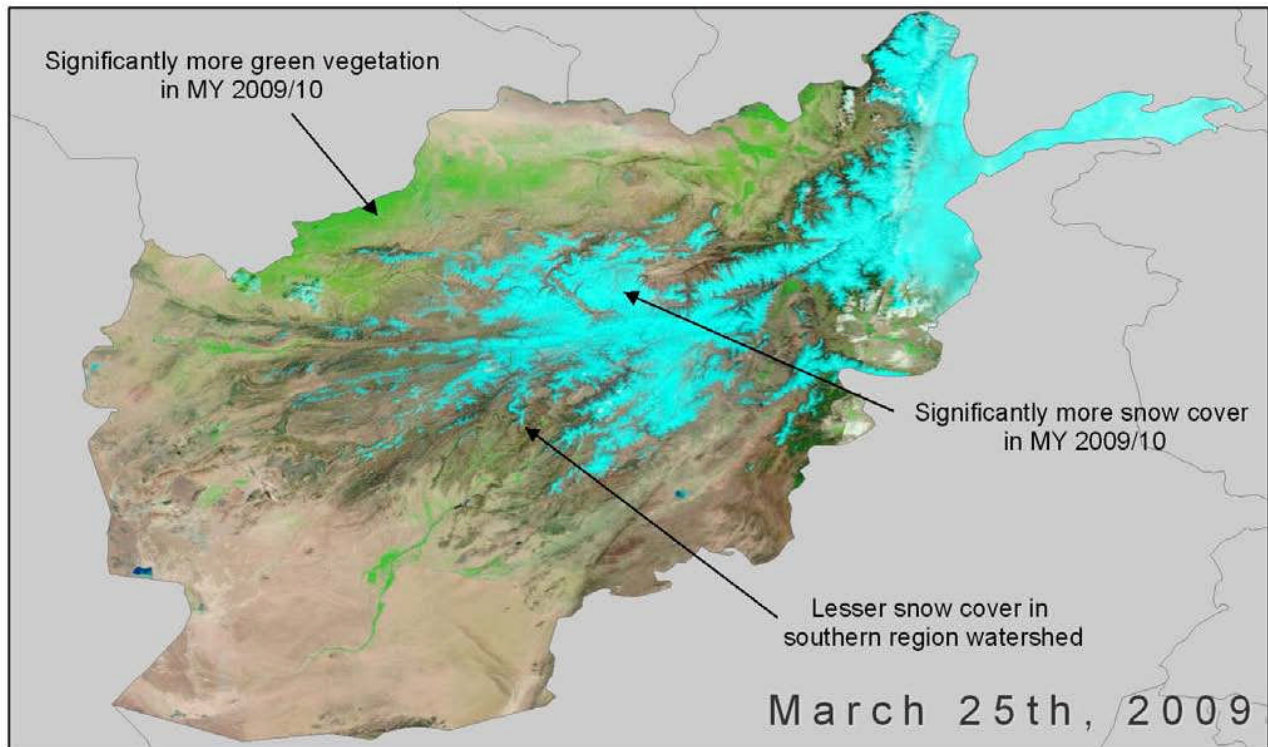 Significantly more green vegetation
in MY 2009/10
Significantly more snow cover
in MY 2009/10
Lesser snow cover in
southern region watershed
March 25th, 2009